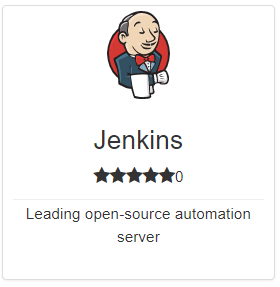 Jenkins
★★★★★0
Leading open-source automation
server